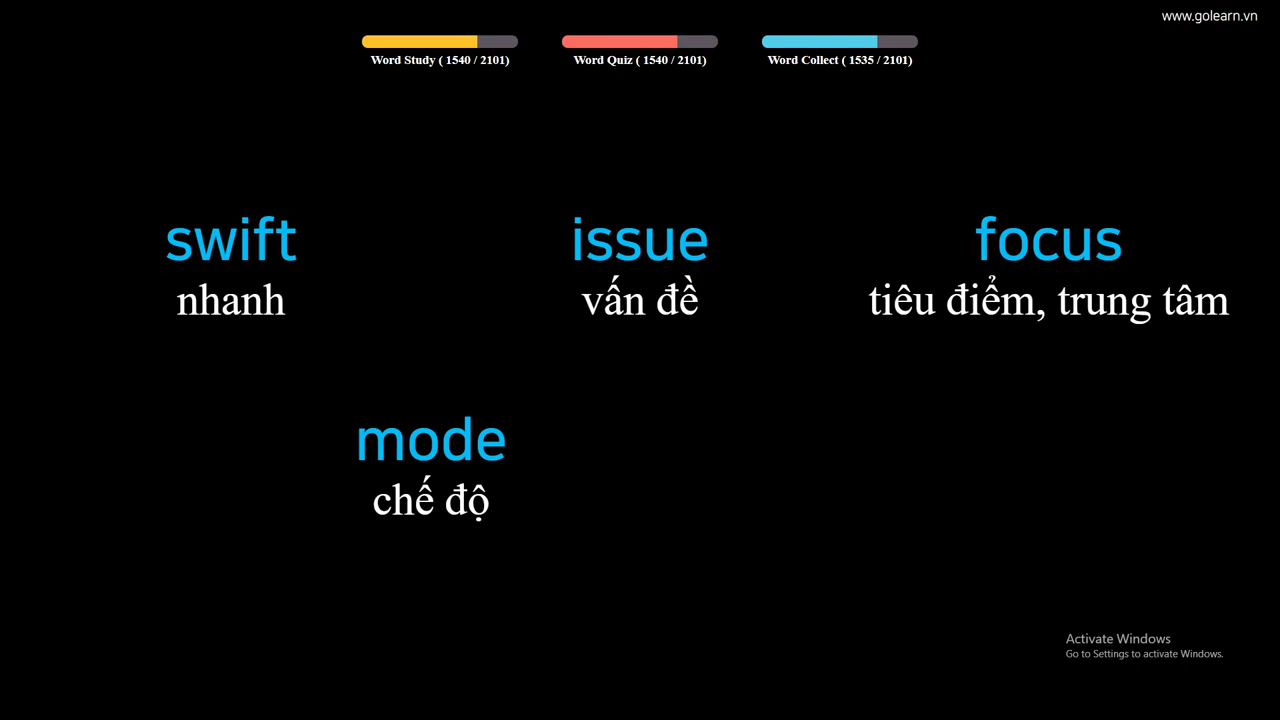 www.golearn.vn
Word Study ( 1540 / 2101) Word Quiz ( 1540 / 2101) Word Collect ( 1535 / 2101)
swift issue focus
nhanh vấn đề tiêu điểm, trung tâm
mode
chế độ
Activate Windows
Go to Settings to activate Windows.